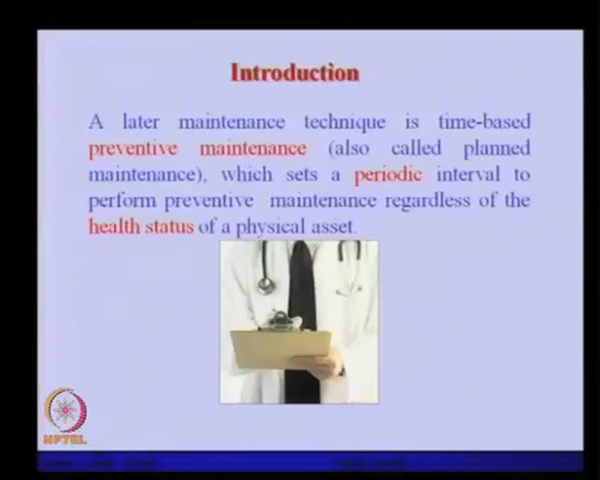 Introduction
A later maintenance technique is time-based
preventive maintenance (also called planned
maintenance), which sets a periodic interval to
perform preventive maintenance regardless of the
health status of a physical asset.
NPTEL